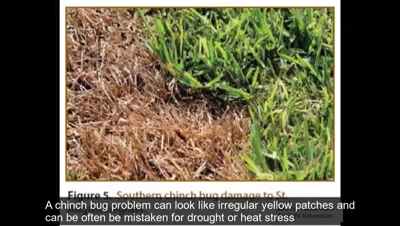 Figure 5. Southern chinch bug damage to St.
A chinch bug problem can look like irregular yellow patches and
can be often be mistaken for drought or heat stress
Extension